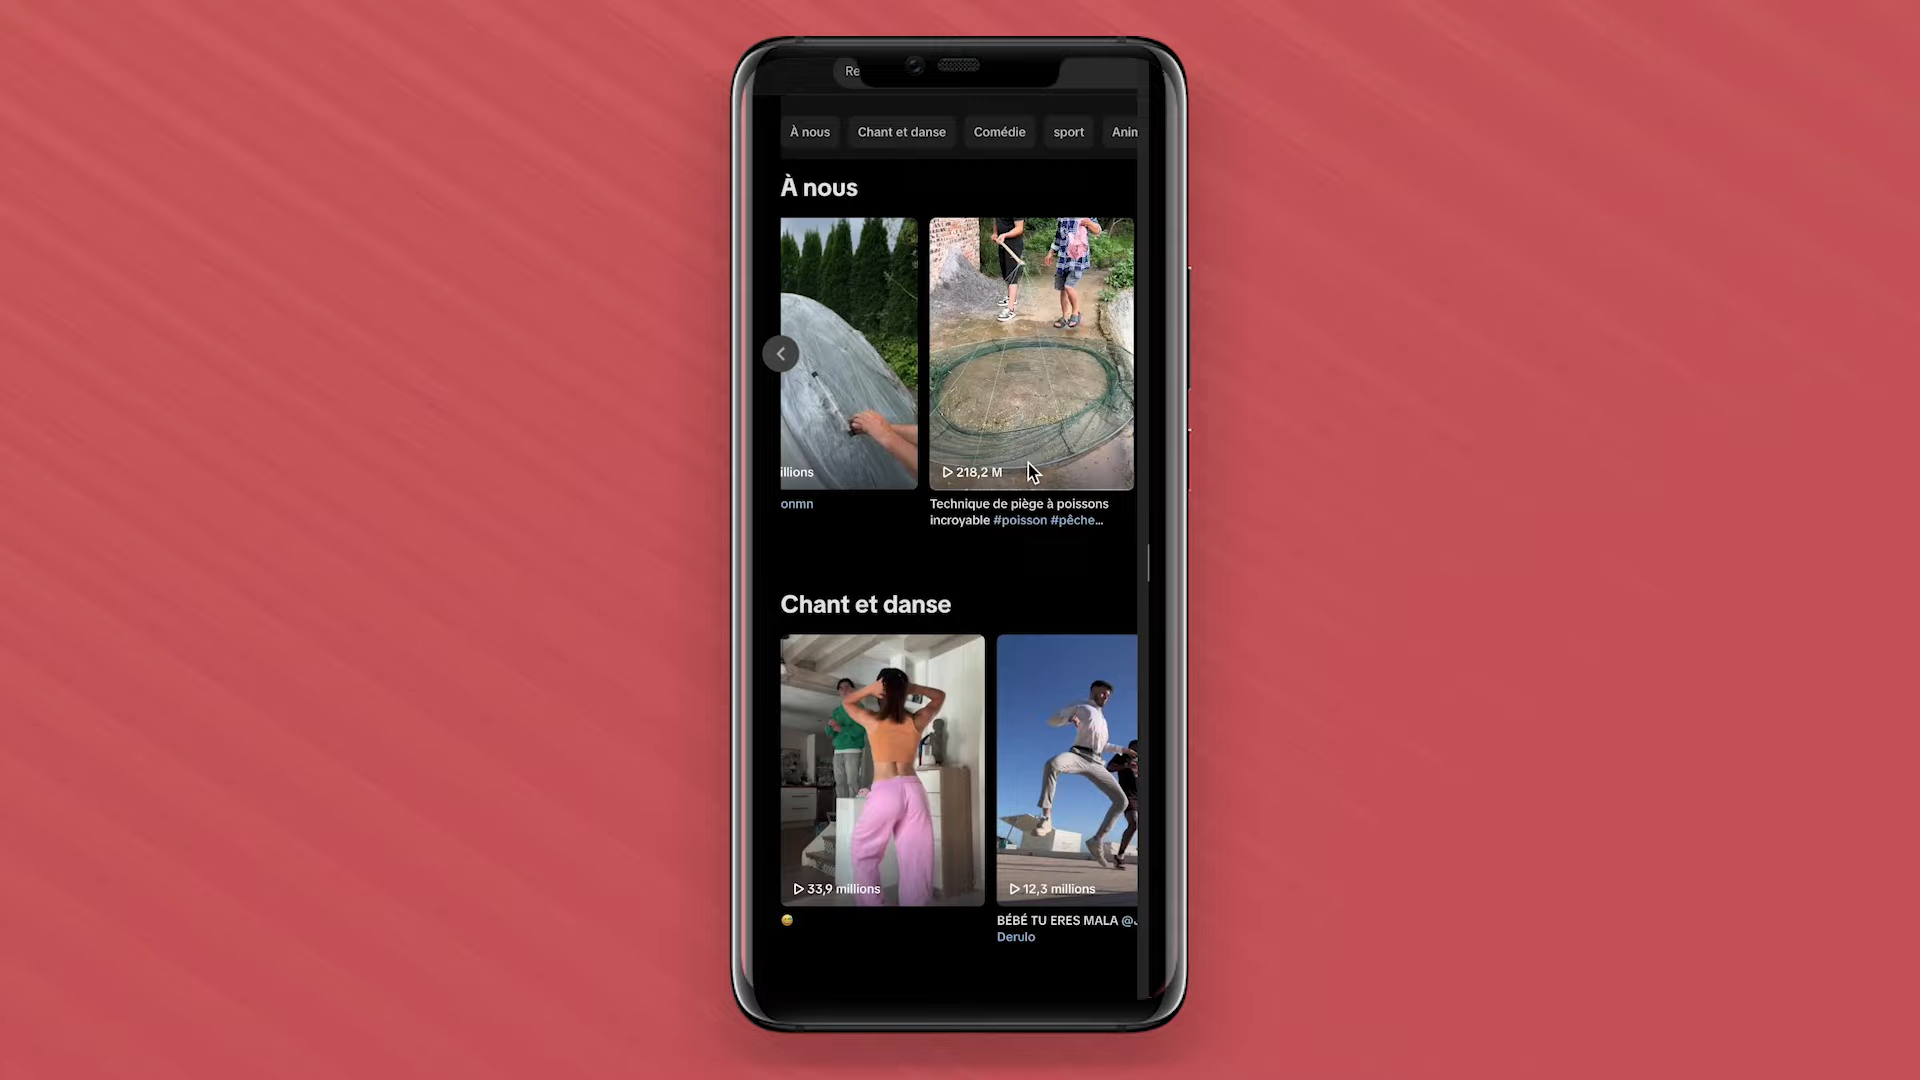 Re
À nous
Chant et danse
Comédie
sport
Anim
À nous
illions
218,2 M
onmn
Technique de piège à poissons
incroyable #poisson #pêche...
Chant et danse
33,9 millions
12,3 millions
BÉBÉ TU ERES MALA @J
Derulo